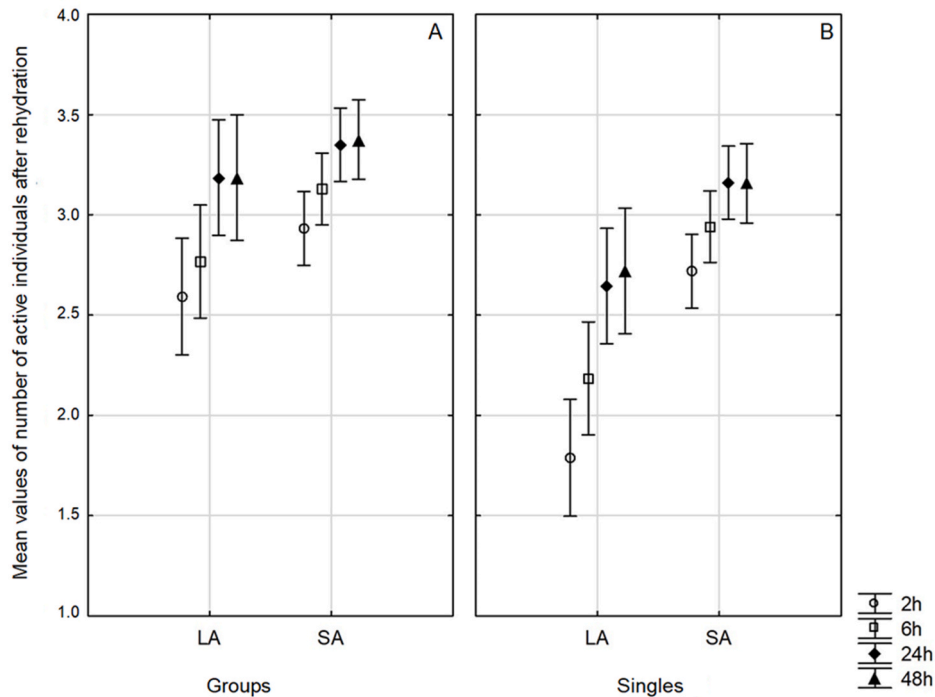 Mean values of number of active individuals after rehydration
4.0
3.5
3.0
2.5
2.0
1.5
1.0
A
B
LA
SA
LA
SA
Groups
Singles
2h
6h
24h
48h